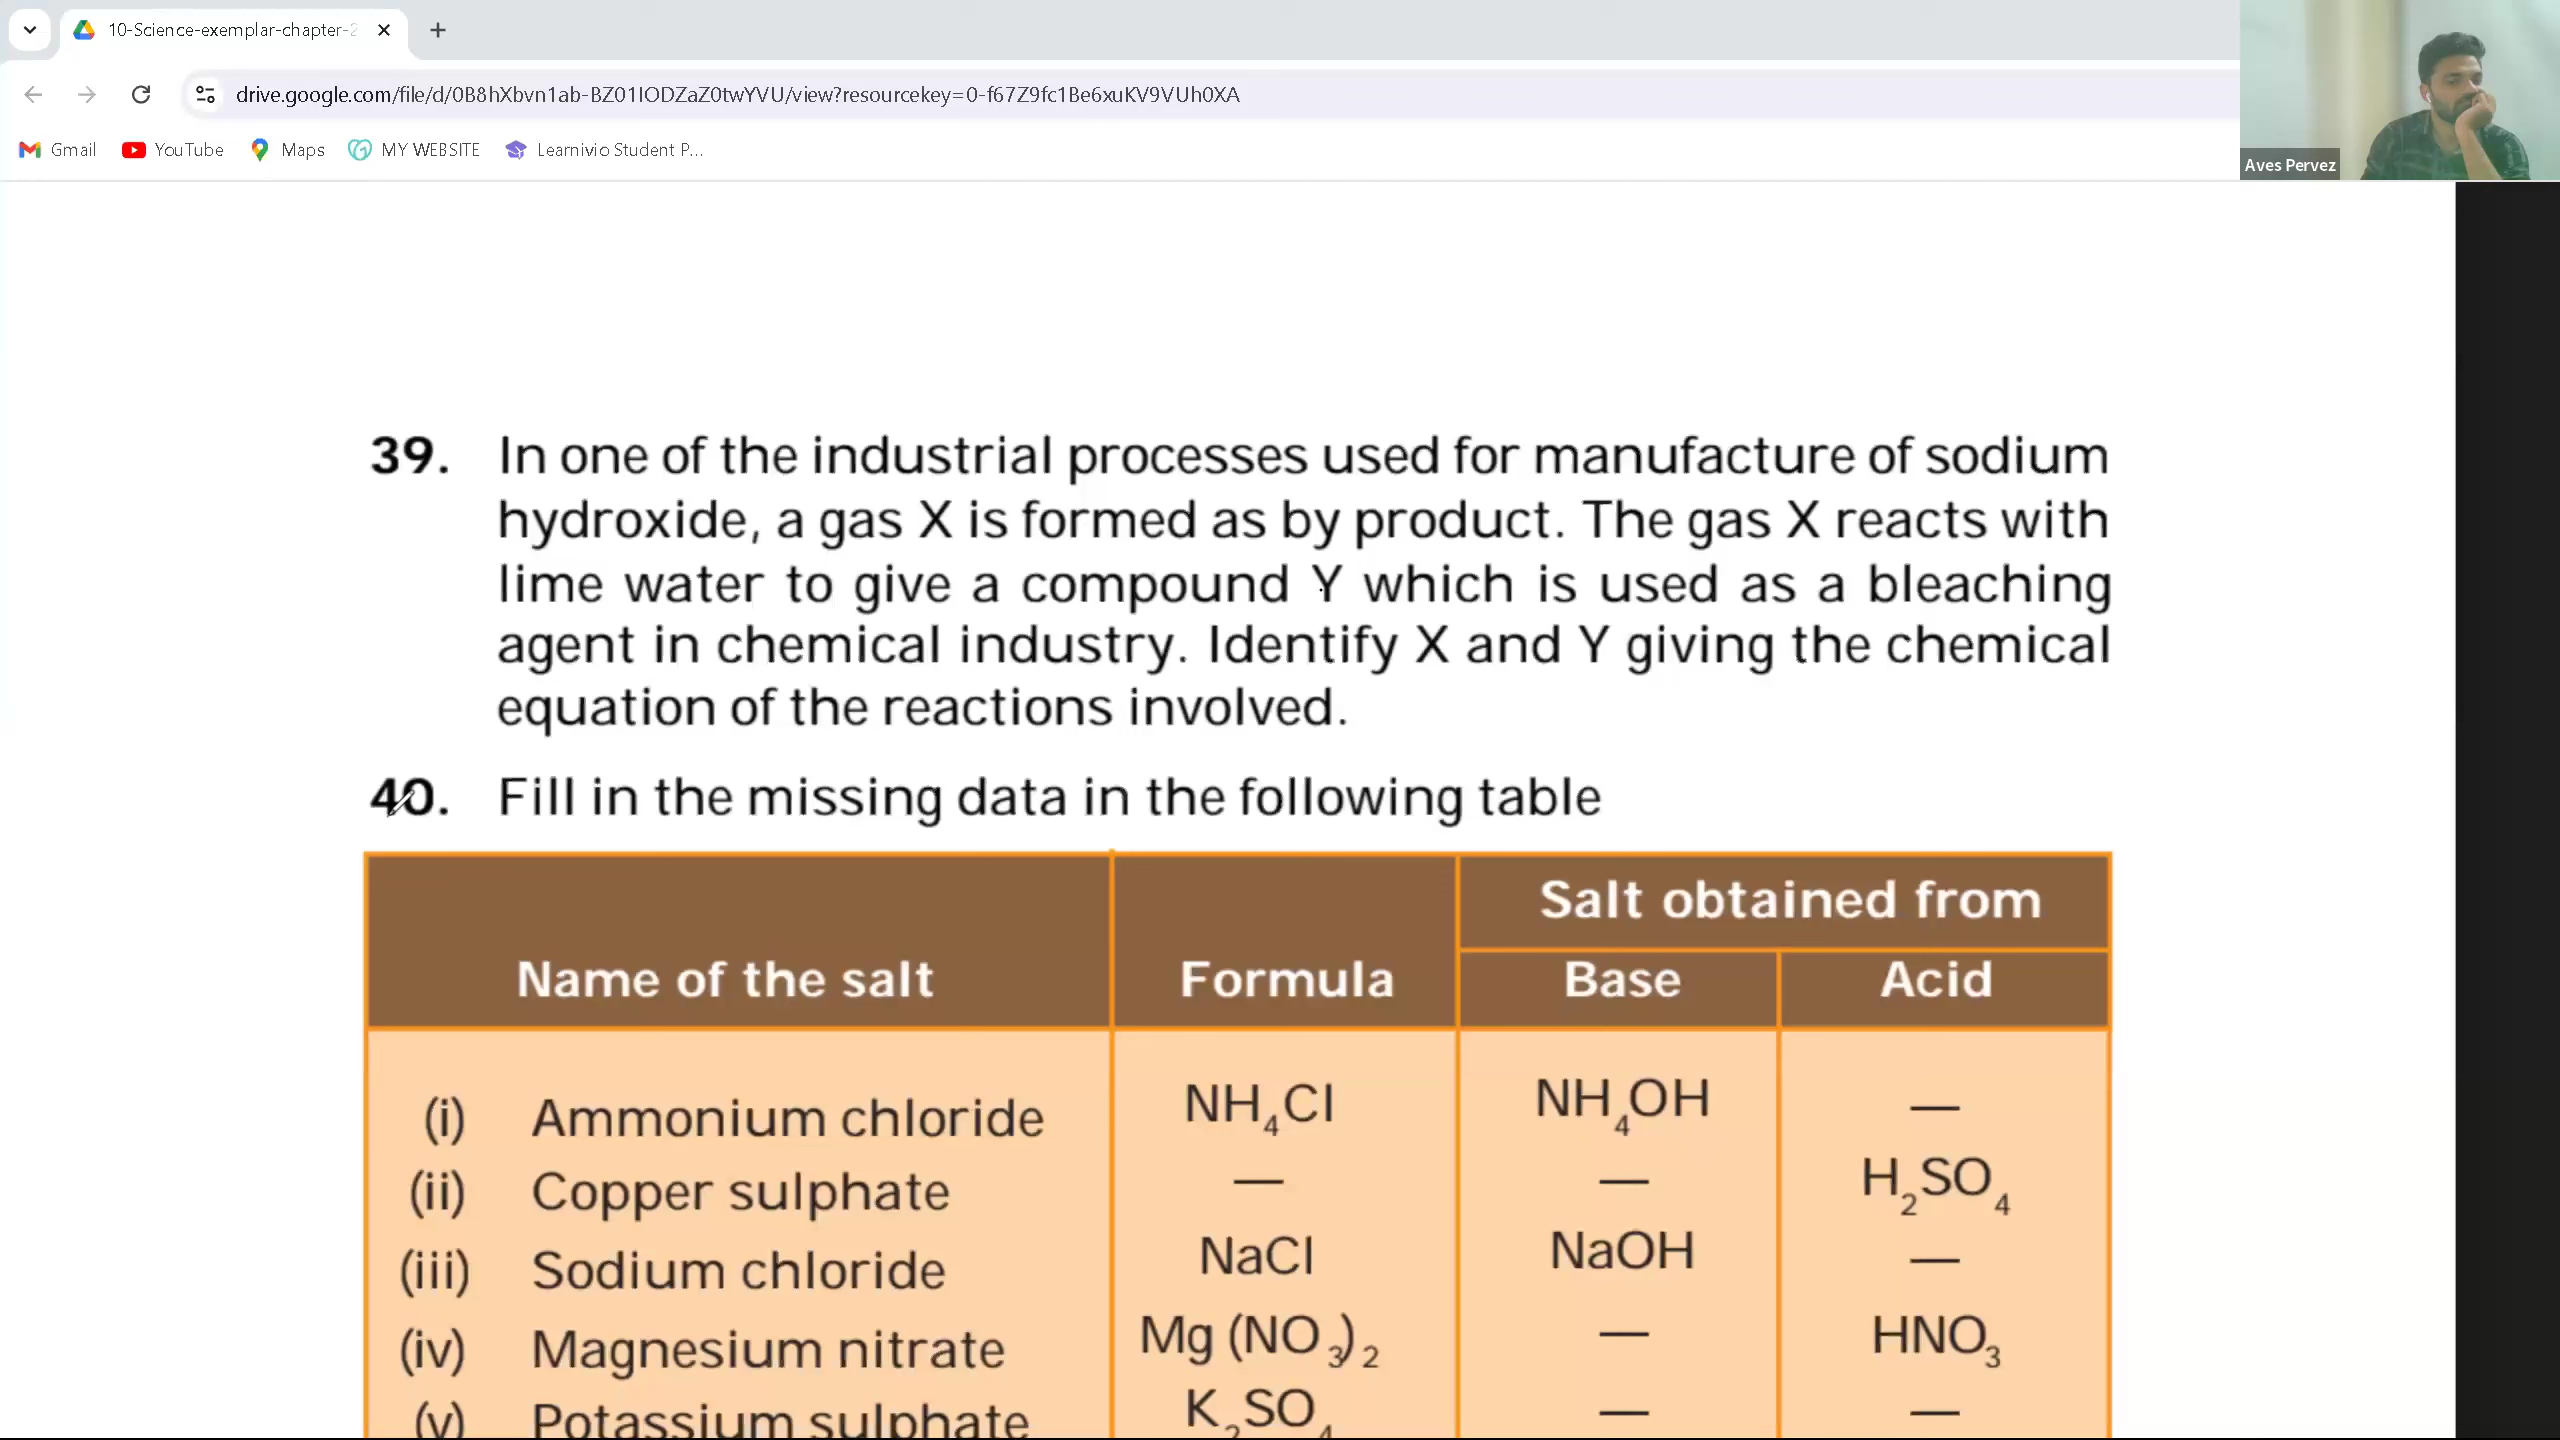 10-Science-exemplar-chapter-2
drive.google.com/file/d/0B8hXbvn1ab-BZ01IODZaZ0twYVU/view?resourcekey=0-f67Z9fc1Be6xuKV9VUh0XA
Gmail YouTube Maps MY WEBSITE Learnivio Student P...
Aves Pervez
39. In one of the industrial processes used for manufacture of sodium
hydroxide, a gas X is formed as by product. The gas X reacts with
lime water to give a compound Y which is used as a bleaching
agent in chemical industry. Identify X and Y giving the chemical
equation of the reactions involved.
40. Fill in the missing data in the following table
Salt obtained from
Name of the salt Formula Base Acid
(i) Ammonium chloride NH₄Cl NH₄OH —
(ii) Copper sulphate — — H₂SO₄
(iii) Sodium chloride NaCl NaOH —
(iv) Magnesium nitrate Mg (NO₃)₂ — HNO₃
(v) Potassium sulphate K₂SO₄ — —